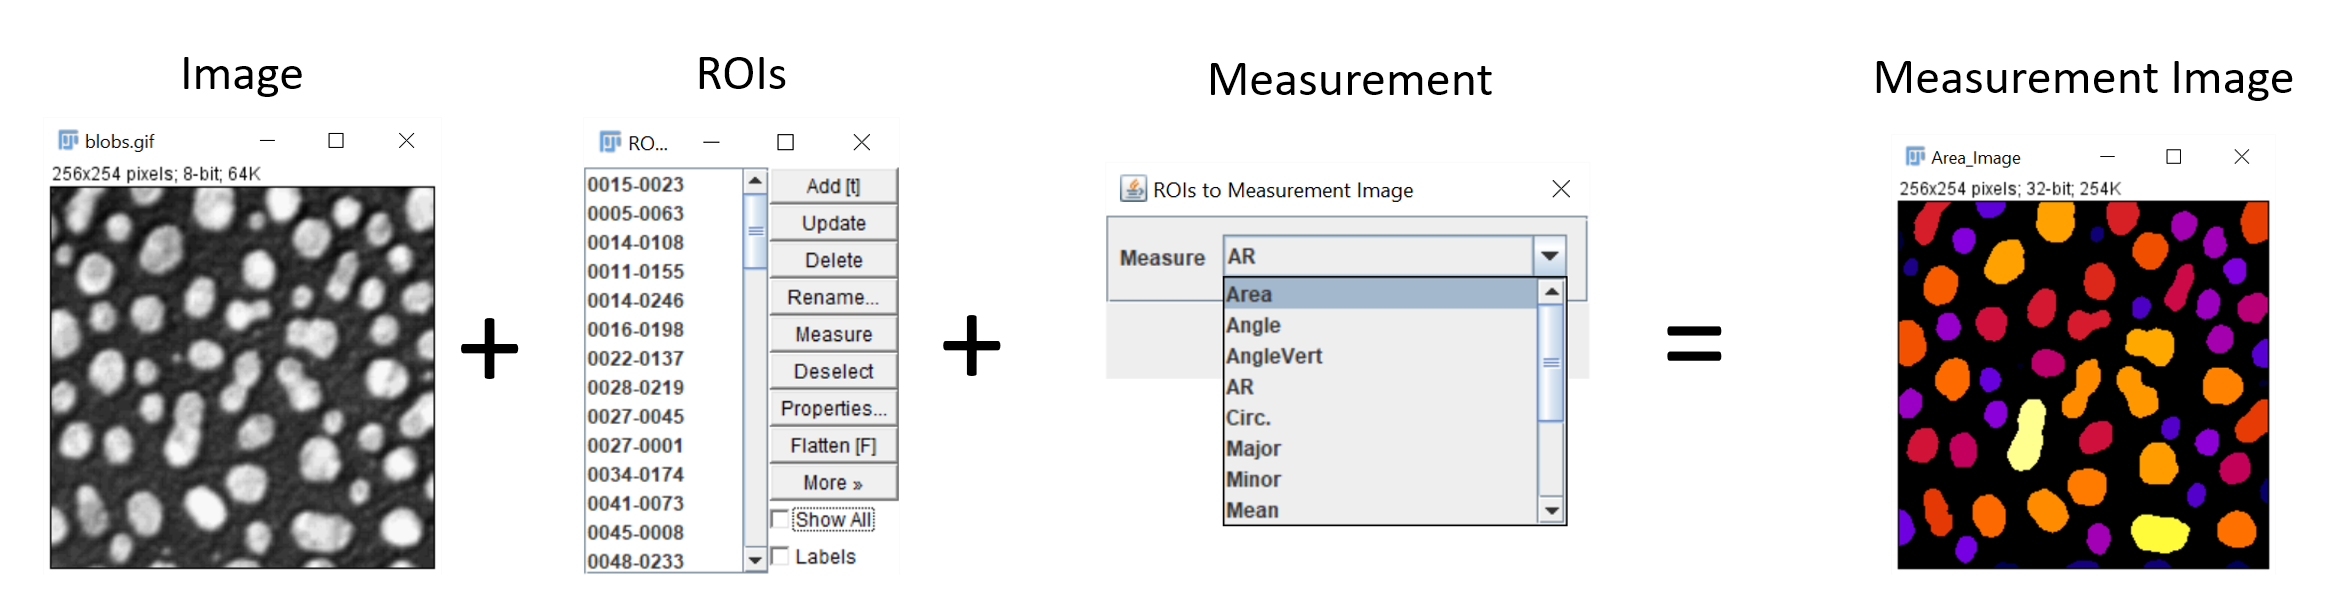 Image
blobs.gif
256x254 pixels; 8-bit; 64K
+
ROIs
RO...
0015-0023
0005-0063
0014-0108
0011-0155
0014-0246
0016-0198
0022-0137
0028-0219
0027-0045
0027-0001
0034-0174
0041-0073
0045-0008
0048-0233
Add [t]
Update
Delete
Rename...
Measure
Deselect
Properties...
Flatten [F]
More »
Show All
Labels
+
Measurement
ROIs to Measurement Image
Measure AR
Area
Angle
AngleVert
AR
Circ.
Major
Minor
Mean
=
Measurement Image
Area_Image
256x254 pixels; 32-bit; 254K